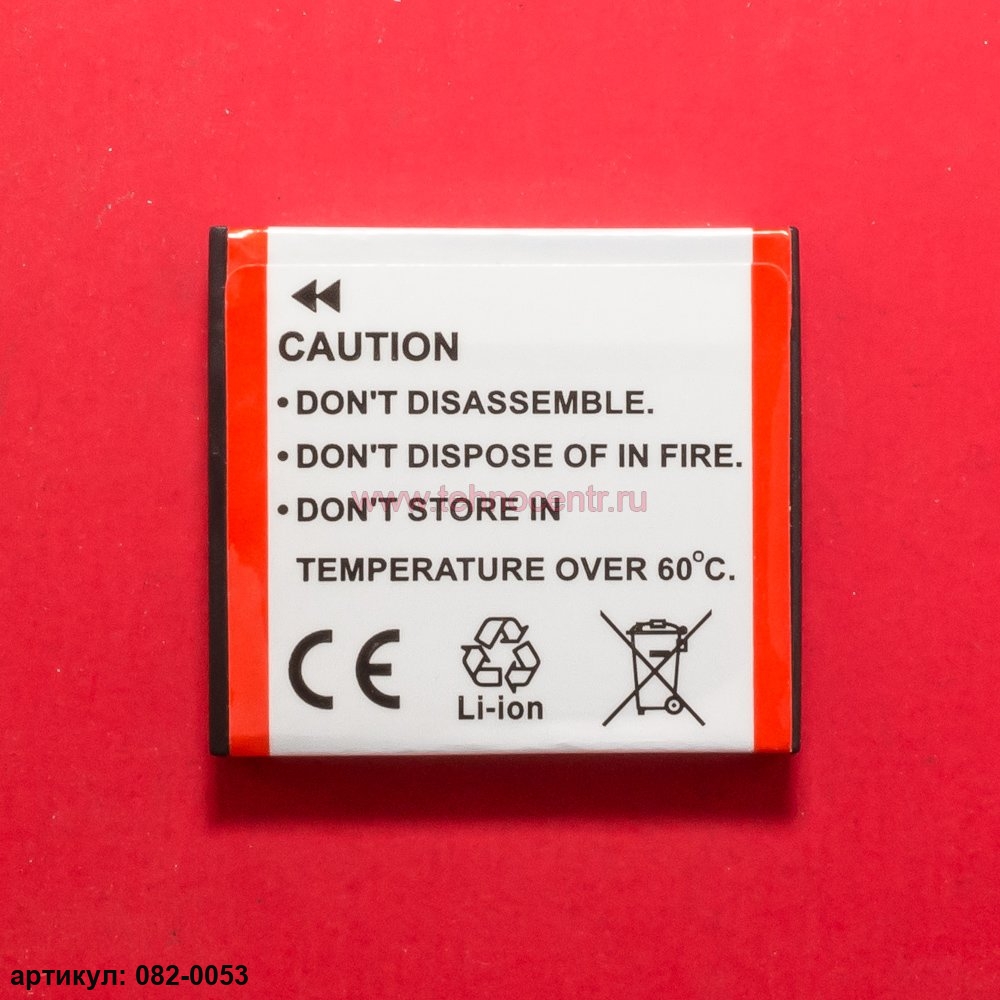 CAUTION
• DON'T DISASSEMBLE.
• DON'T DISPOSE OF IN FIRE.
www.tehnocentr.ru
• DON'T STORE IN
TEMPERATURE OVER 60°C.
CE
Li-ion
артикул: 082-0053